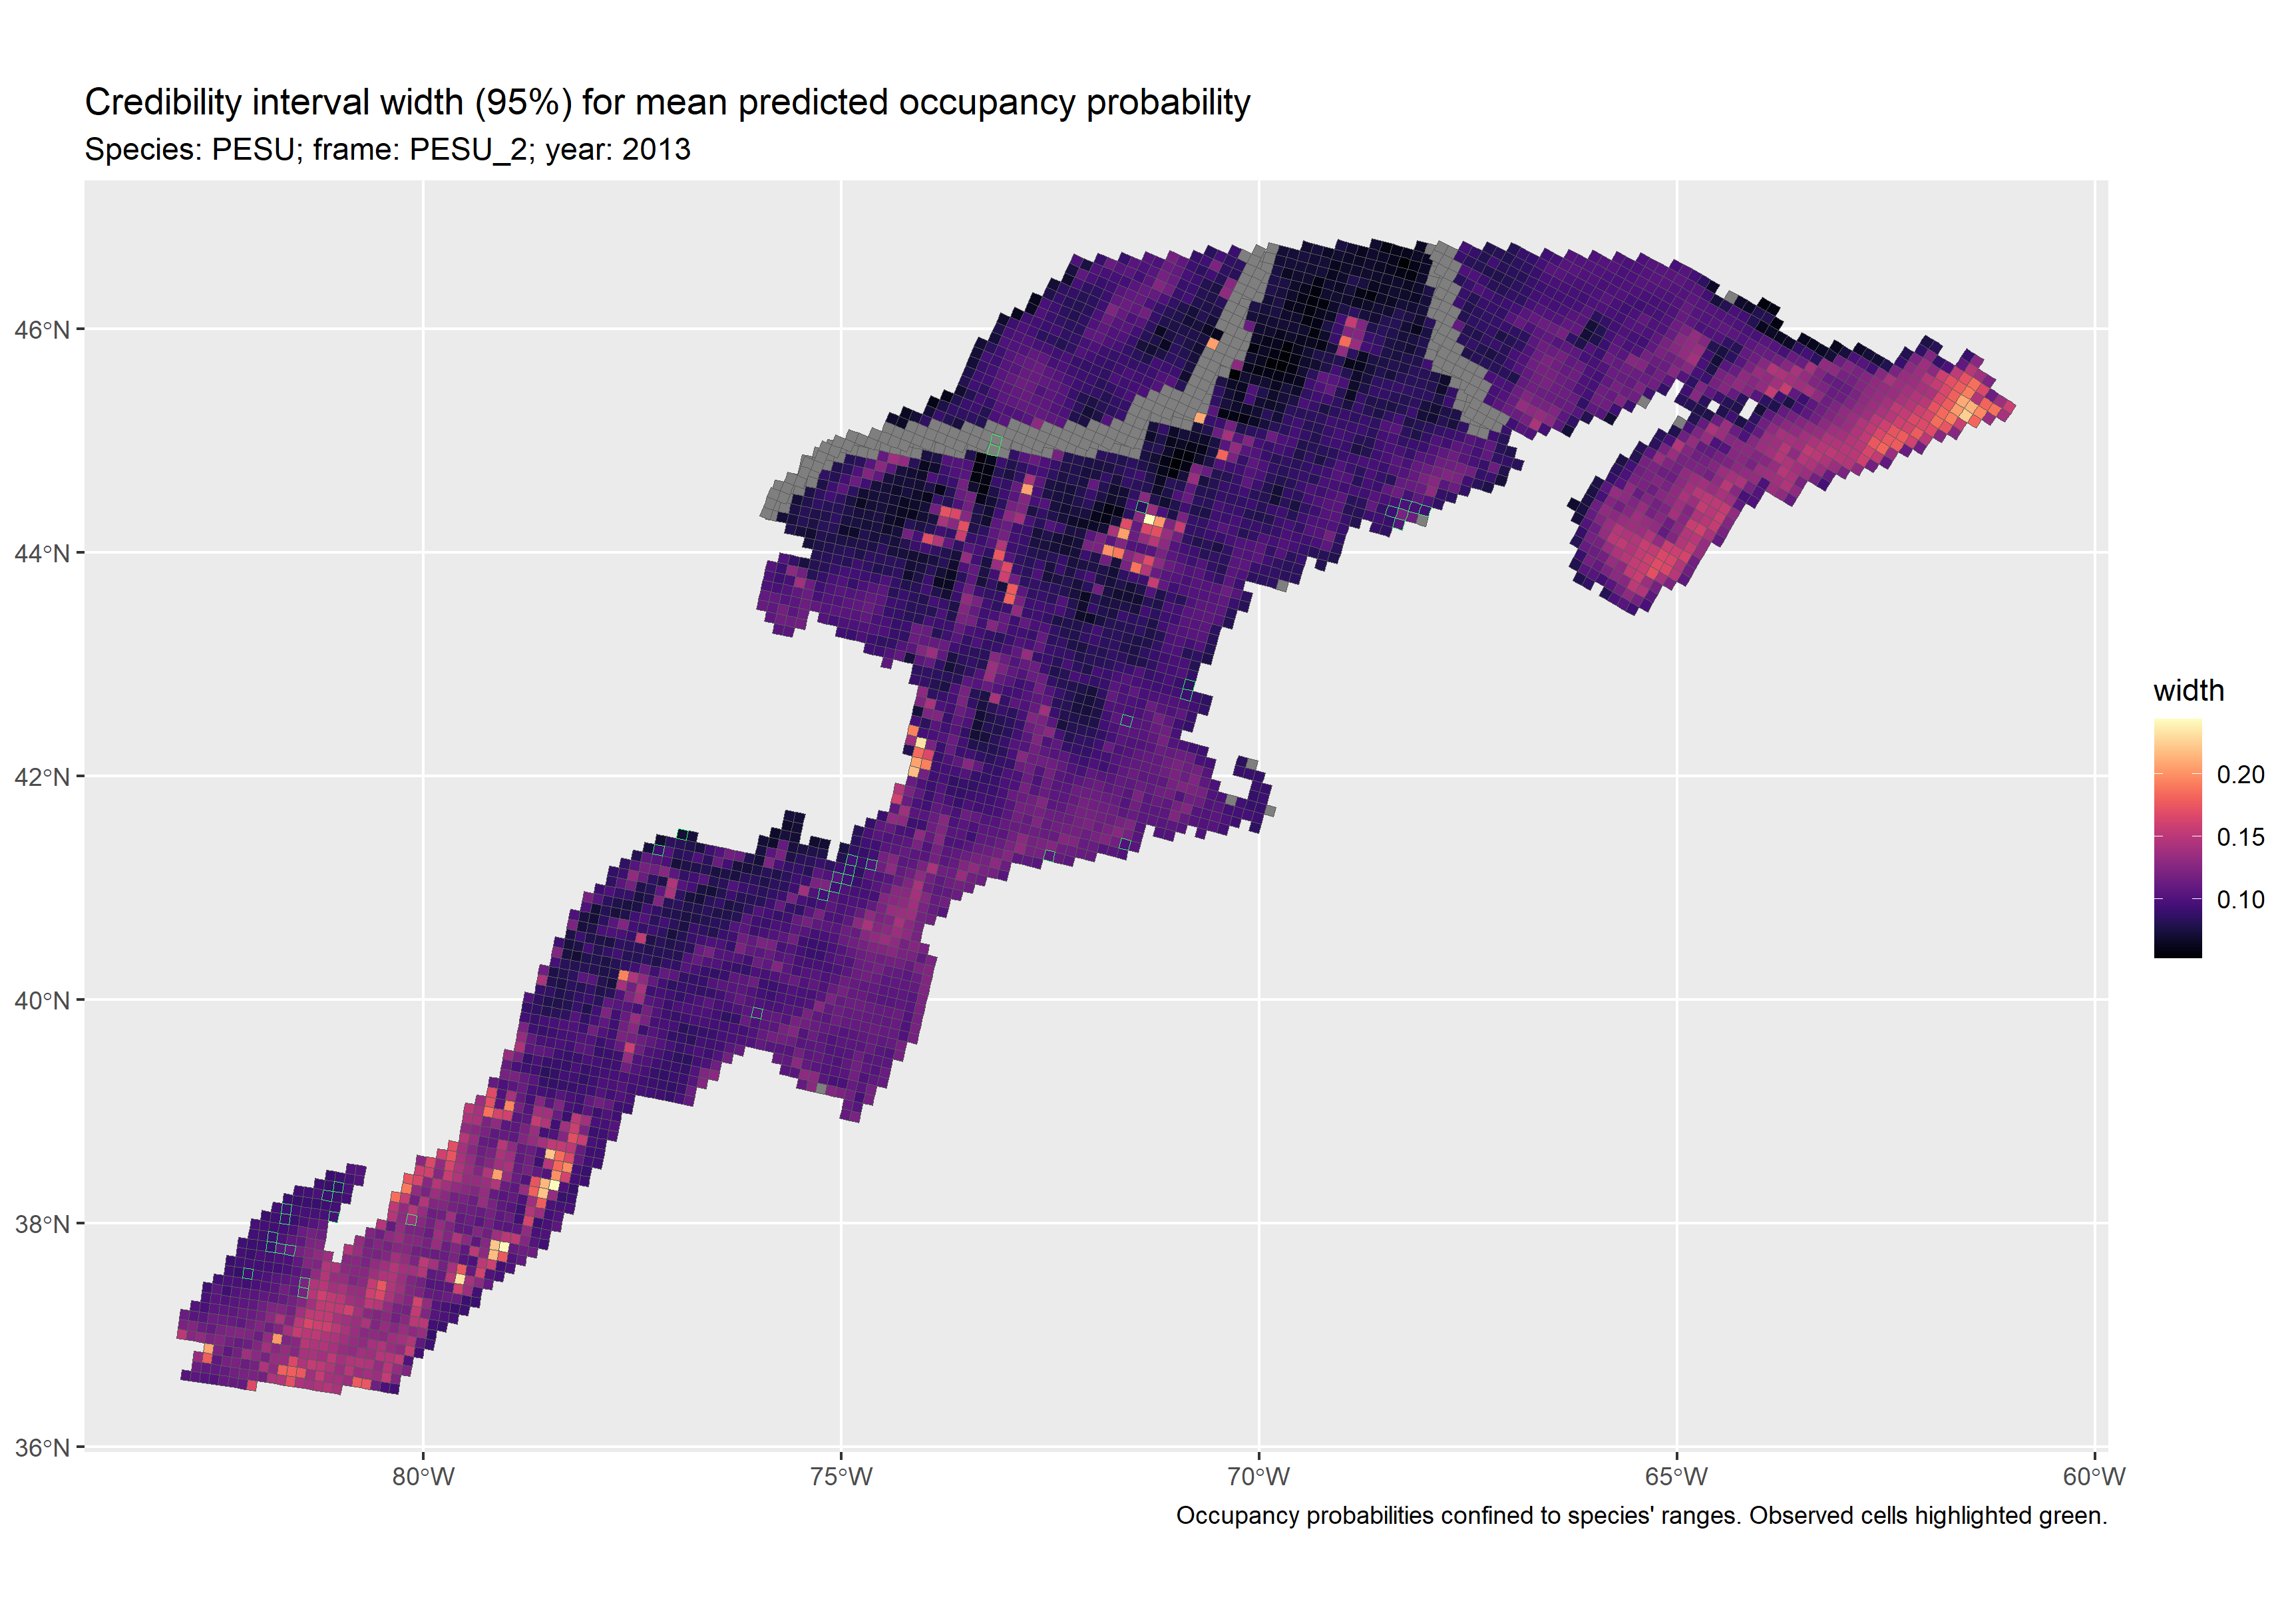 Credibility interval width (95%) for mean predicted occupancy probability
Species: PESU; frame: PESU_2; year: 2013
46°N
44°N
42°N
40°N
38°N
36°N
80°W
75°W
70°W
65°W
60°W
width
0.20
0.15
0.10
Occupancy probabilities confined to species' ranges. Observed cells highlighted green.